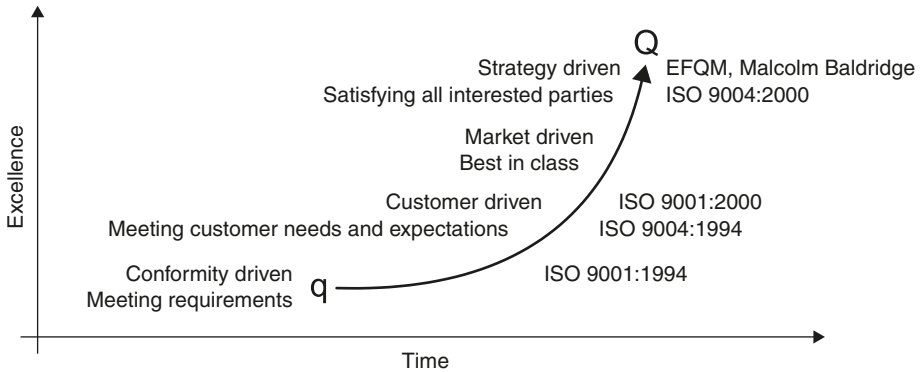 Q
Strategy driven
EFQM, Malcolm Baldridge
Satisfying all interested parties
ISO 9004:2000
Market driven
Best in class
Customer driven
ISO 9001:2000
Meeting customer needs and expectations
ISO 9004:1994
Conformity driven
Meeting requirements
q
ISO 9001:1994
Excellence
Time